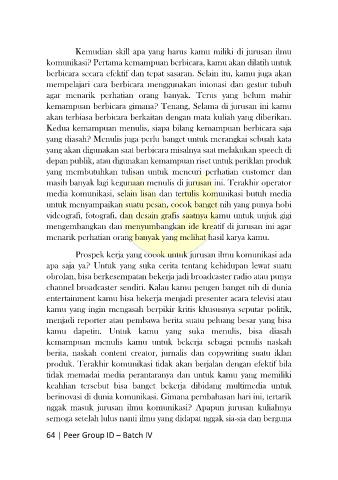 Kemudian skill apa yang harus kamu miliki di jurusan ilmu
komunikasi? Pertama kemampuan berbicara, kamu akan dilatih untuk
berbicara secara efektif dan tepat sasaran. Selain itu, kamu juga akan
mempelajari cara berbicara menggunakan intonasi dan gestur tubuh
agar menarik perhatian orang banyak. Terus yang belum mahir
kemampuan berbicara gimana? Tenang, Selama di jurusan ini kamu
akan terbiasa berbicara berkaitan dengan mata kuliah yang diberikan.
Kedua kemampuan menulis, siapa bilang kemampuan berbicara saja
yang diasah? Menulis juga perlu banget untuk merangkai sebuah kata
yang akan digunakan saat berbicara misalnya saat melakukan speech di
depan publik, atau digunakan kemampuan riset untuk periklan produk
yang membutuhkan tulisan untuk mencuri perhatian customer dan
masih banyak lagi kegunaan menulis di jurusan ini. Terakhir operator
media komunikasi, selain lisan dan tertulis komunikasi butuh media
untuk menyampaikan suatu pesan, cocok banget nih yang punya hobi
videografi, fotografi, dan desain grafis saatnya kamu untuk unjuk gigi
mengembangkan dan menyumbangkan ide kreatif di jurusan ini agar
menarik perhatian orang banyak yang melihat hasil karya kamu.
Prospek kerja yang cocok untuk jurusan ilmu komunikasi ada
apa saja ya? Untuk yang suka cerita tentang kehidupan lewat suatu
obrolan, bisa berkesempatan bekerja jadi broadcaster radio atau punya
channel broadcaster sendiri. Kalau kamu pengen banget nih di dunia
entertainment kamu bisa bekerja menjadi presenter acara televisi atau
kamu yang ingin mengasah berpikir kritis khususnya seputar politik,
menjadi reporter atau pembawa berita suatu peluang besar yang bisa
kamu dapetin. Untuk kamu yang suka menulis, bisa diasah
kemampuan menulis kamu untuk bekerja sebagai penulis naskah
berita, naskah content creator, jurnalis dan copywriting suatu iklan
produk. Terakhir komunikasi tidak akan berjalan dengan efektif bila
tidak memadai media perantaranya dan untuk kamu yang memiliki
keahlian tersebut bisa banget bekerja dibidang multimedia untuk
berinovasi di dunia komunikasi. Gimana pembahasan hari ini, tertarik
nggak masuk jurusan ilmu komunikasi? Apapun jurusan kuliahnya
semoga setelah lulus nanti ilmu yang didapat nggak sia-sia dan berguna
64 | Peer Group ID – Batch IV